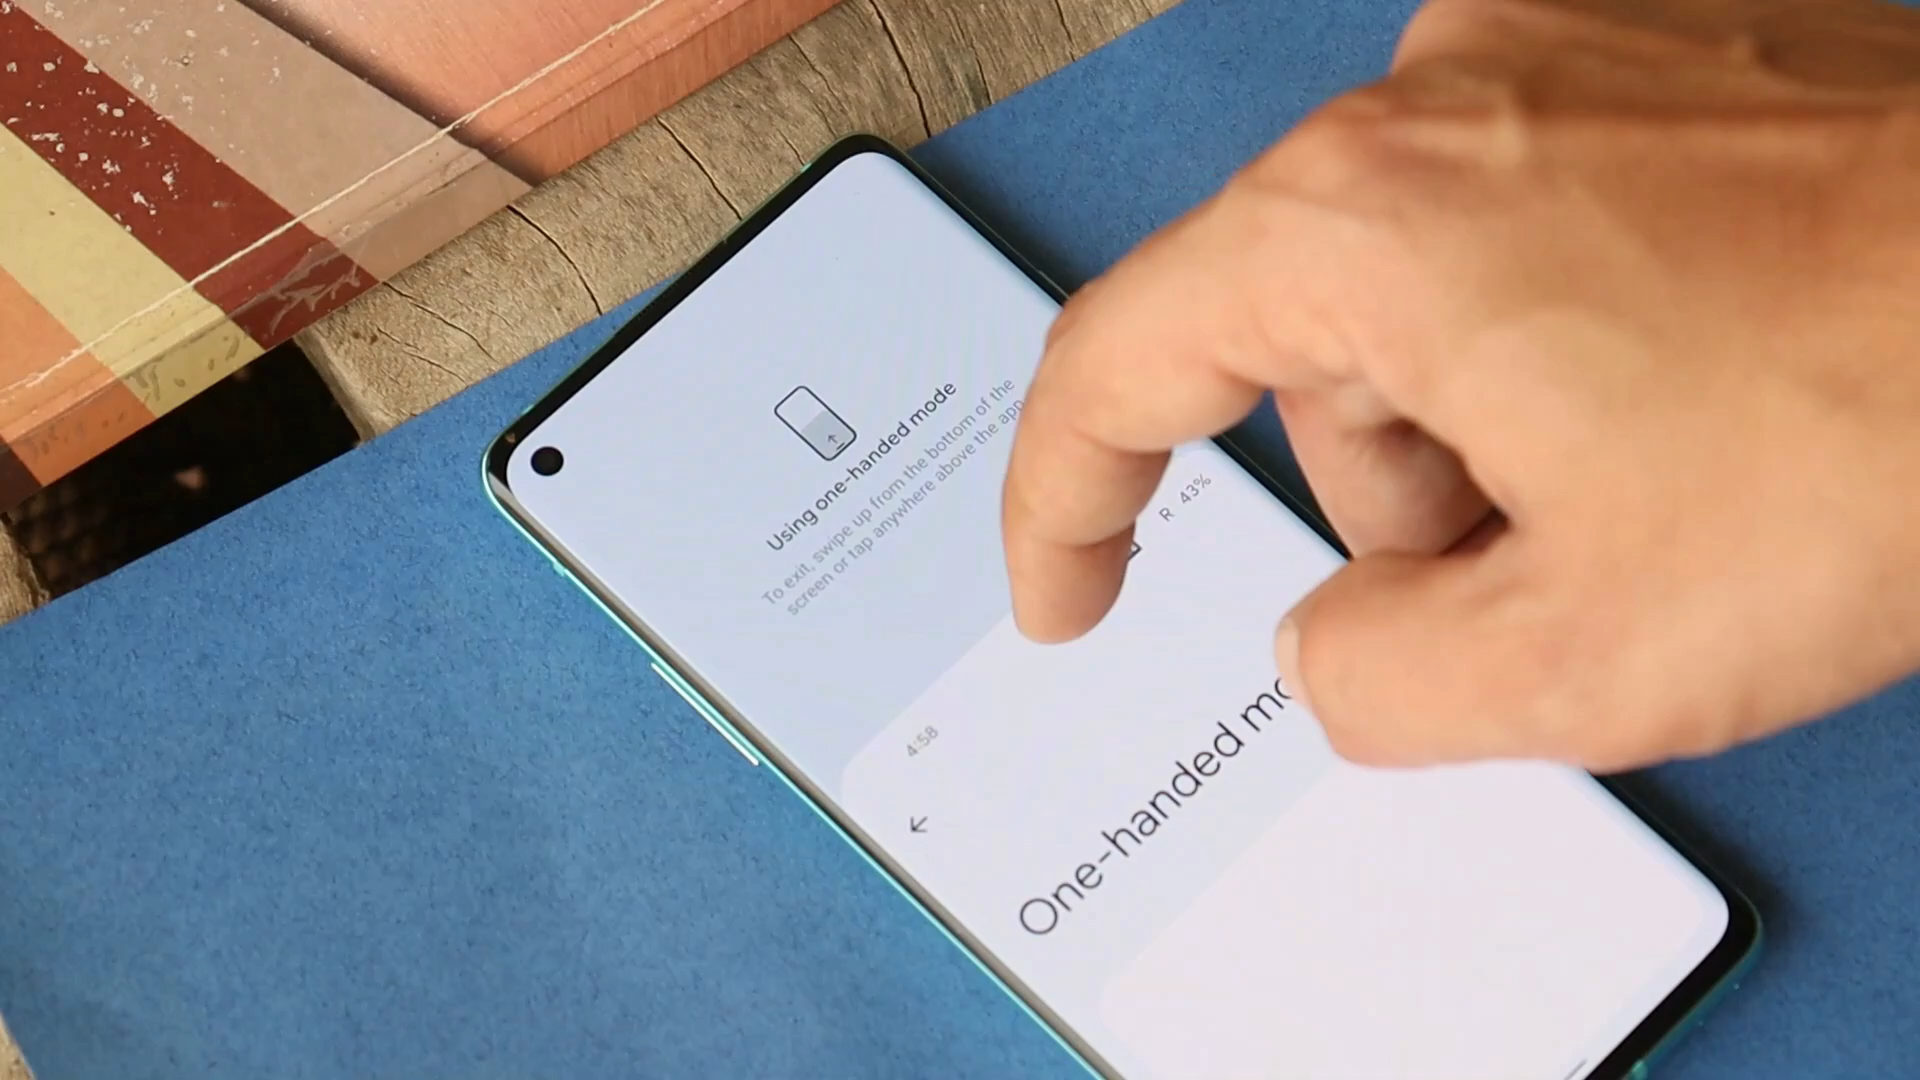 Using one-handed mode
To exit, swipe up from the bottom of the
screen or tap anywhere above the app
4:58
R 43%
One-handed